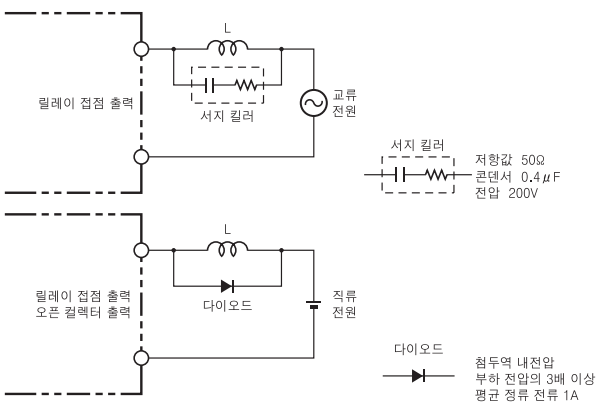 L
릴레이 접점 출력
서지 킬러
교류
전원
서지 킬러
저항값 50Ω
콘덴서 0.4μF
전압 200V
L
릴레이 접점 출력
오픈 컬렉터 출력
다이오드
직류
전원
다이오드
첨두역 내전압
부하 전압의 3배 이상
평균 정류 전류 1A